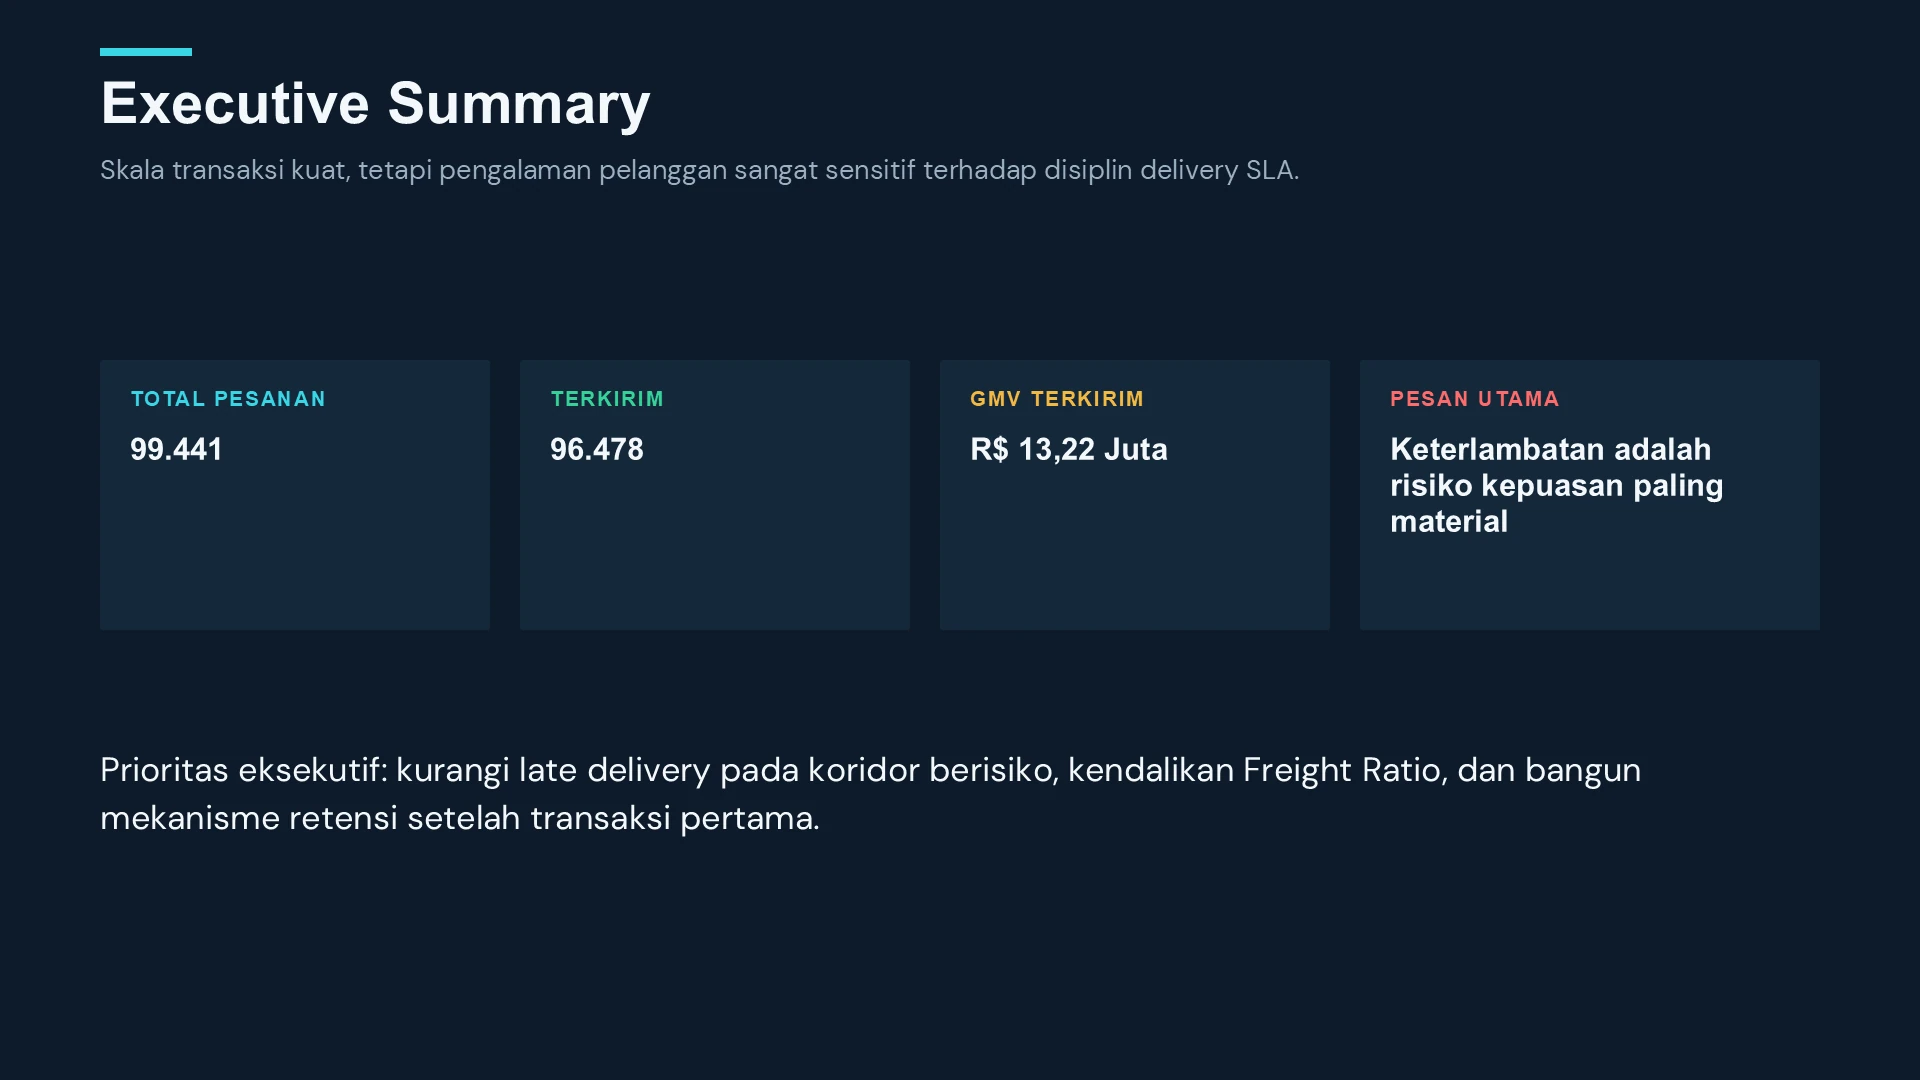 Executive Summary
Skala transaksi kuat, tetapi pengalaman pelanggan sangat sensitif terhadap disiplin delivery SLA.
TOTAL PESANAN
99.441
TERKIRIM
96.478
GMV TERKIRIM
R$ 13,22 Juta
PESAN UTAMA
Keterlambatan adalah
risiko kepuasan paling
material
Prioritas eksekutif: kurangi late delivery pada koridor berisiko, kendalikan Freight Ratio, dan bangun
mekanisme retensi setelah transaksi pertama.